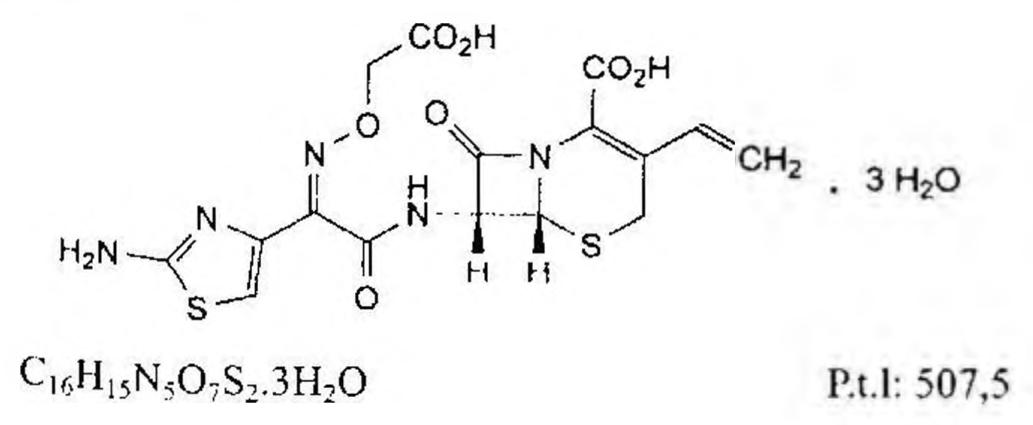 CO₂H
CO₂H
O
O
N
N
CH₂
. 3 H₂O
H
N
N
H₂N
S
H
H
O
S
C₁₆H₁₅N₅O₇S₂.3H₂O
P.t.l: 507,5